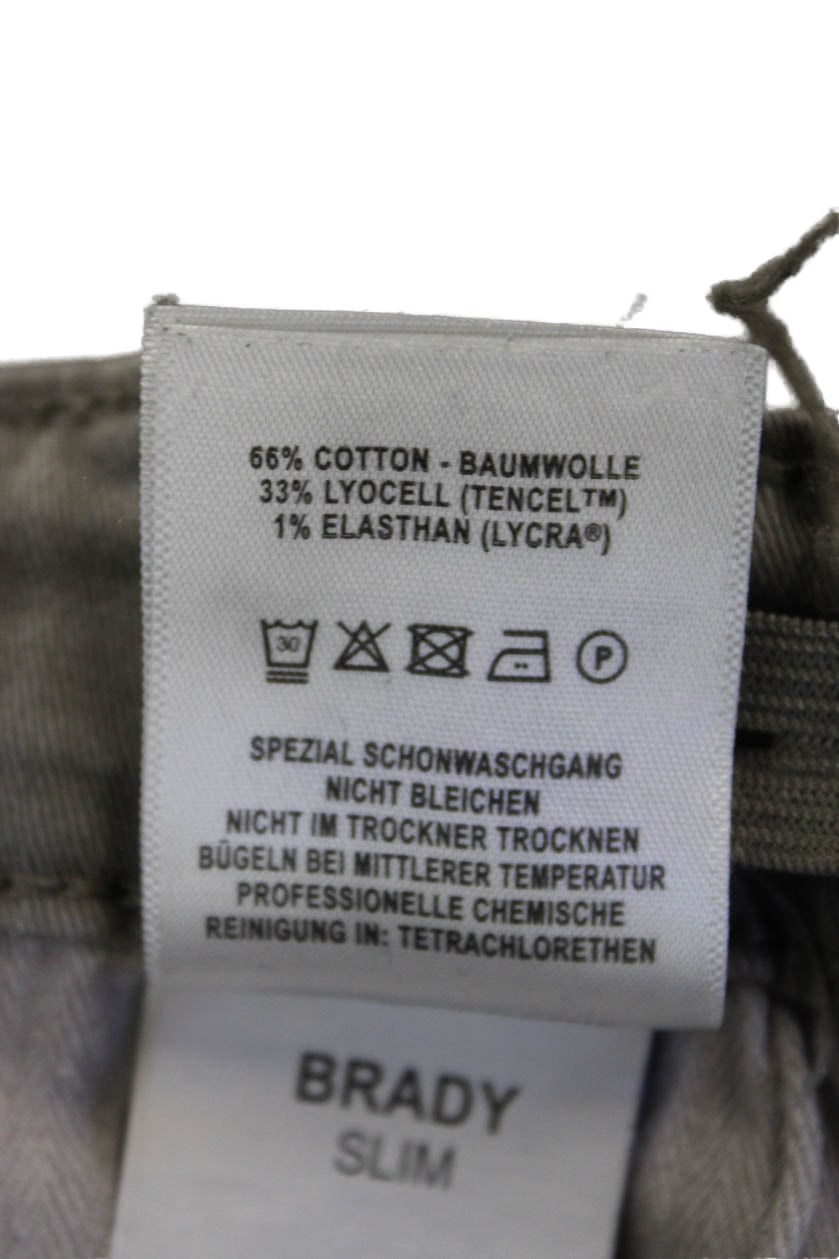 66% COTTON - BAUMWOLLE
33% LYOCELL (TENCEL™)
1% ELASTHAN (LYCRA®)
30 P
SPEZIAL SCHONWASCHGANG
NICHT BLEICHEN
NICHT IM TROCKNER TROCKNEN
BÜGELN BEI MITTLERER TEMPERATUR
PROFESSIONELLE CHEMISCHE
REINIGUNG IN: TETRACHLORETHEN
BRADY
SLIM